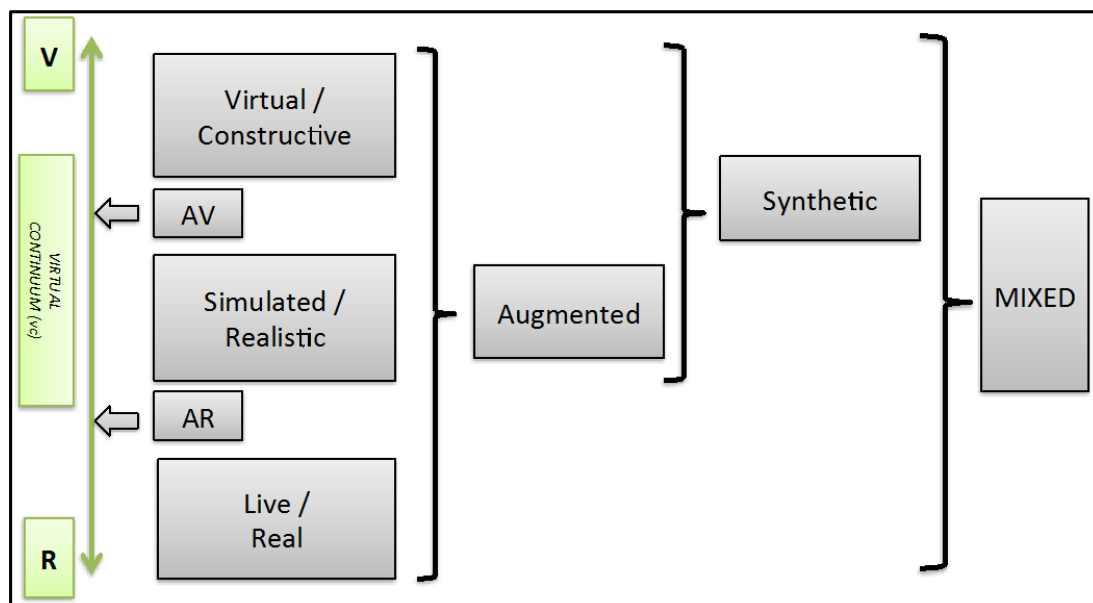 V
VIRTUAL
CONTINUUM (vc)
R
Virtual /
Constructive
AV
Simulated /
Realistic
AR
Live /
Real
Augmented
Synthetic
MIXED